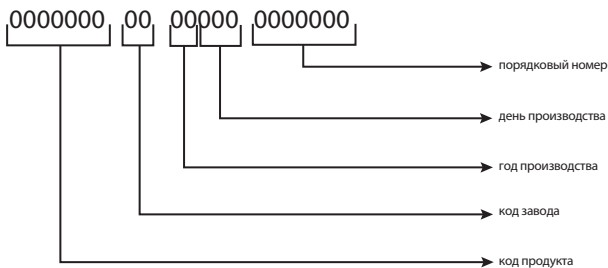 0000000 00 00000 0000000
порядковый номер
день производства
год производства
код завода
код продукта